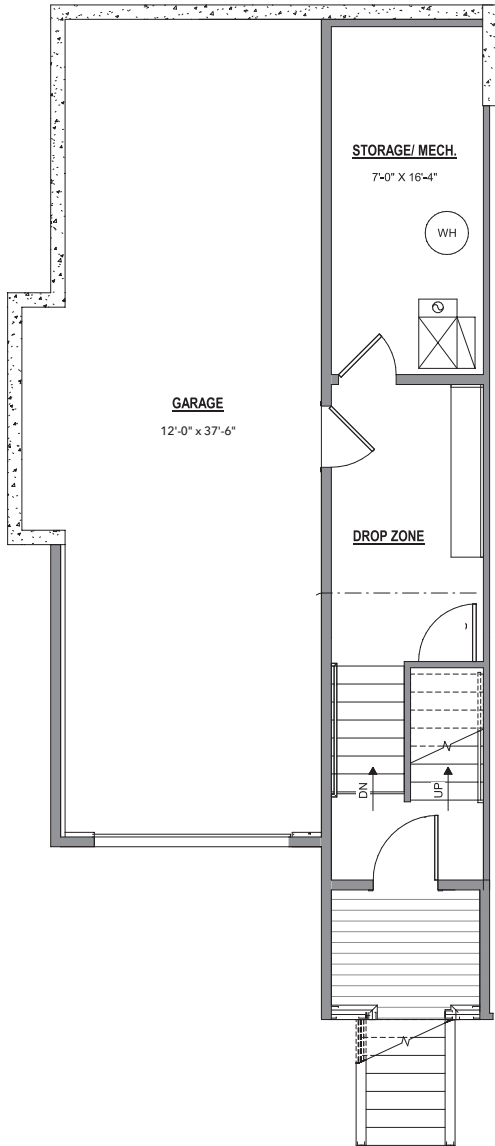 STORAGE/ MECH.
7'-0" X 16'-4"
WH
GARAGE
12'-0" x 37'-6"
DROP ZONE
DN
UP